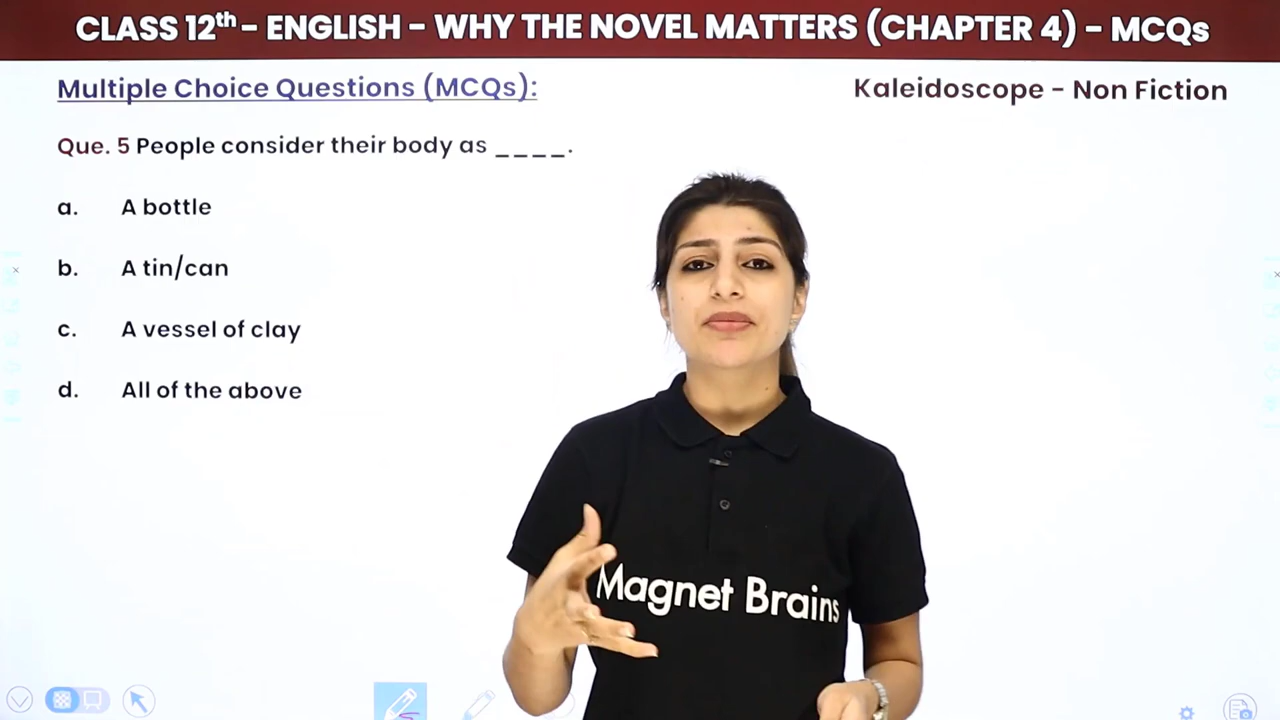 CLASS 12th - ENGLISH - WHY THE NOVEL MATTERS (CHAPTER 4) - MCQs
Multiple Choice Questions (MCQs):
Kaleidoscope - Non Fiction
Que. 5 People consider their body as ____.
a. A bottle
b. A tin/can
c. A vessel of clay
d. All of the above
Magnet Brains